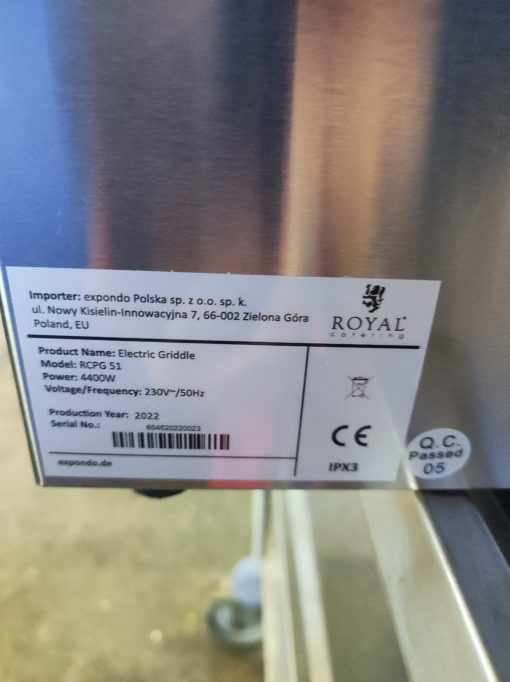 Importer: expondo Polska sp. z o.o. sp. k.
ul. Nowy Kisielin-Innowacyjna 7, 66-002 Zielona Góra
Poland, EU
ROYAL
catering
Product Name: Electric Griddle
Model: RCPG 51
Power: 4400W
Voltage/Frequency: 230V~/50Hz
Production Year: 2022
Serial No.: 654620220023
expondo.de
CE
IPX3
Q.C.
Passed
05